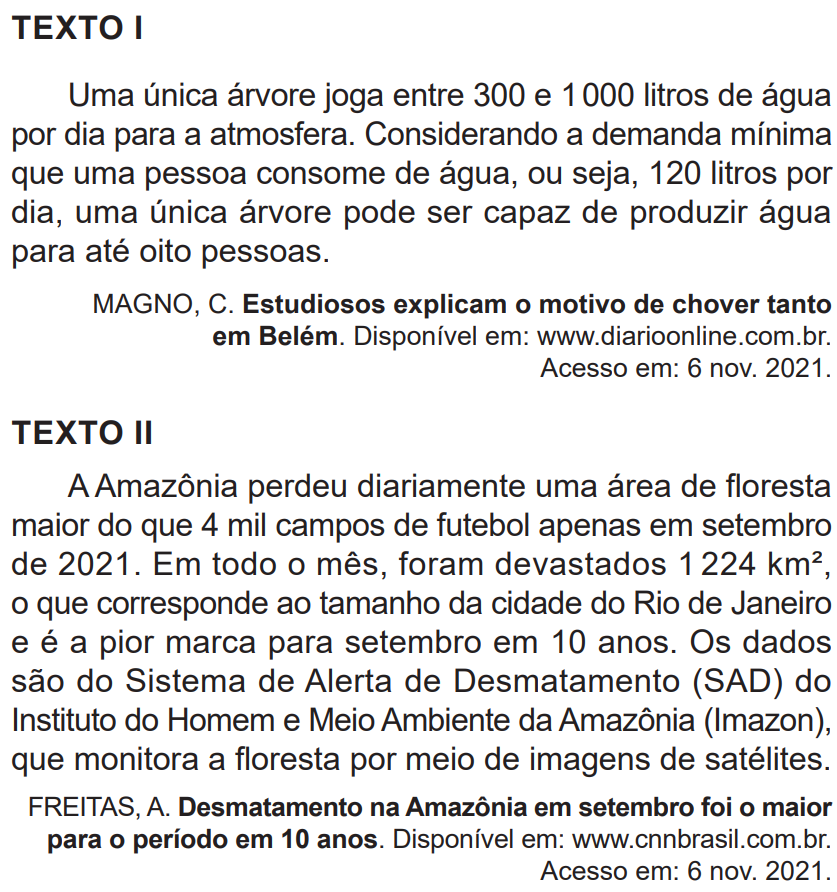 TEXTO I
Uma única árvore joga entre 300 e 1 000 litros de água
por dia para a atmosfera. Considerando a demanda mínima
que uma pessoa consome de água, ou seja, 120 litros por
dia, uma única árvore pode ser capaz de produzir água
para até oito pessoas.
MAGNO, C. Estudiosos explicam o motivo de chover tanto
em Belém. Disponível em: www.diarioonline.com.br.
Acesso em: 6 nov. 2021.
TEXTO II
A Amazônia perdeu diariamente uma área de floresta
maior do que 4 mil campos de futebol apenas em setembro
de 2021. Em todo o mês, foram devastados 1 224 km²,
o que corresponde ao tamanho da cidade do Rio de Janeiro
e é a pior marca para setembro em 10 anos. Os dados
são do Sistema de Alerta de Desmatamento (SAD) do
Instituto do Homem e Meio Ambiente da Amazônia (Imazon),
que monitora a floresta por meio de imagens de satélites.
FREITAS, A. Desmatamento na Amazônia em setembro foi o maior
para o período em 10 anos. Disponível em: www.cnnbrasil.com.br.
Acesso em: 6 nov. 2021.